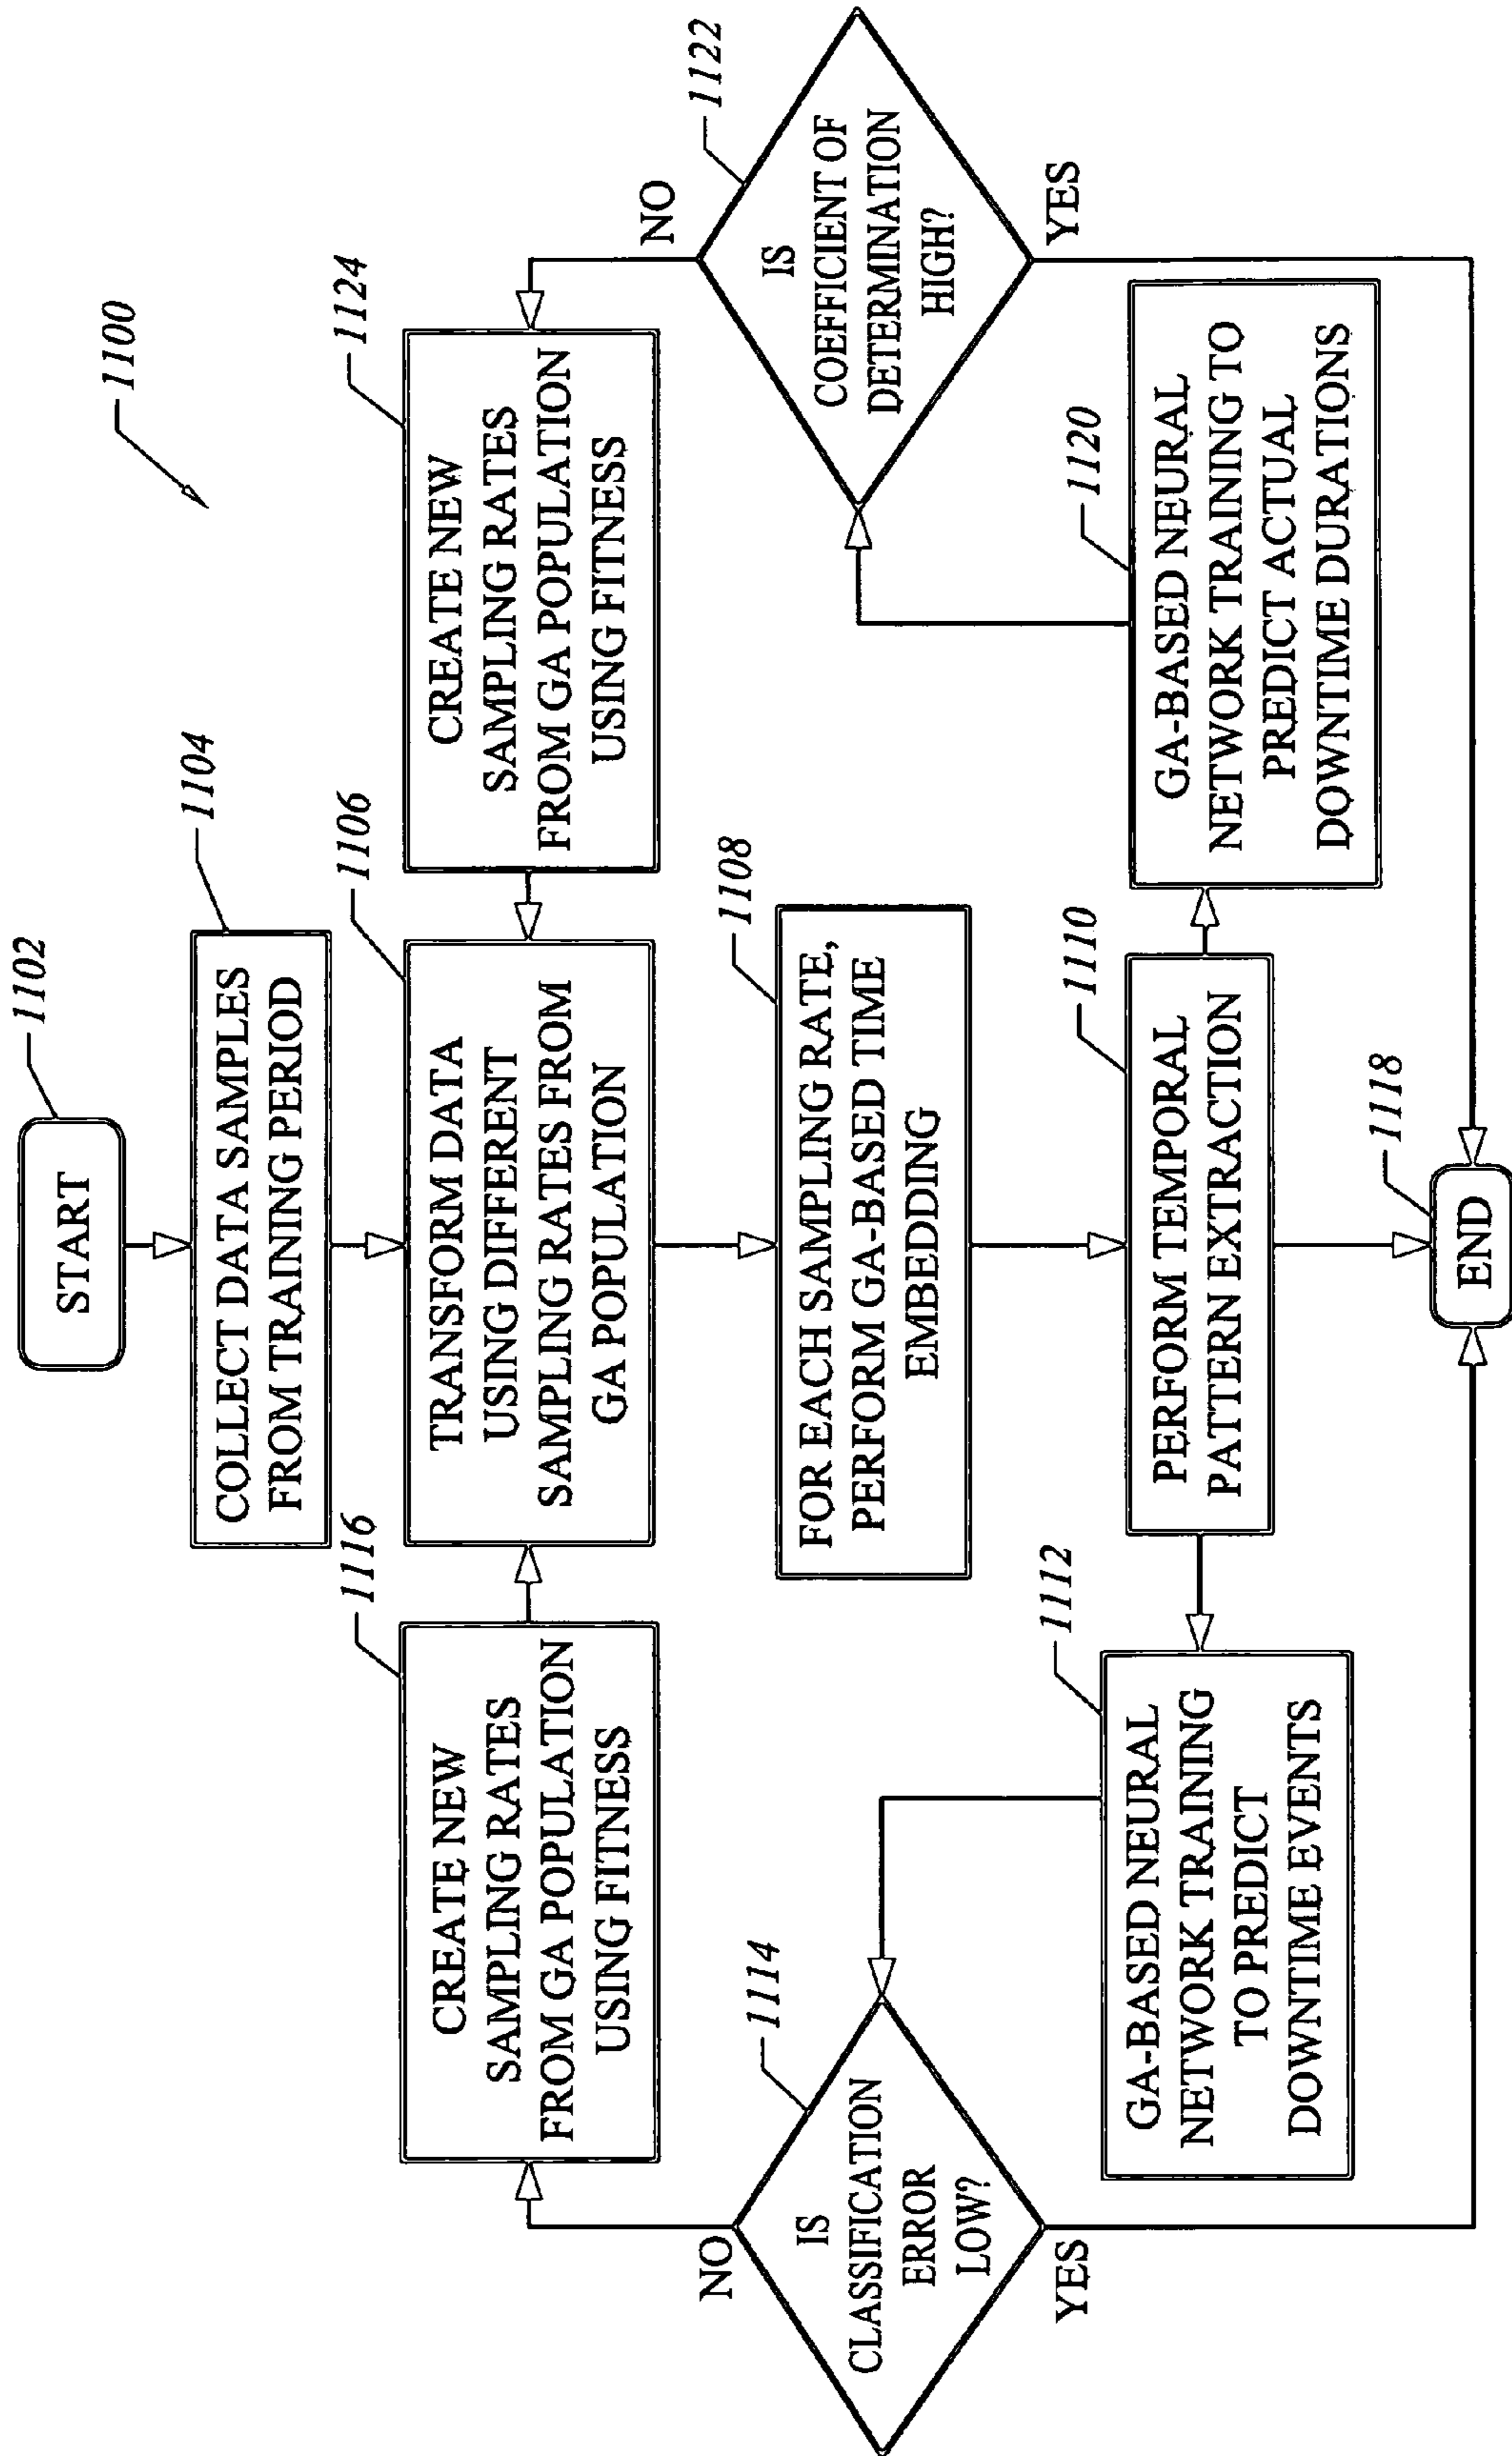 1100
START
1102
COLLECT DATA SAMPLES
FROM TRAINING PERIOD
1104
CREATE NEW
SAMPLING RATES
FROM GA POPULATION
USING FITNESS
1116
TRANSFORM DATA
USING DIFFERENT
SAMPLING RATES FROM
GA POPULATION
1106
CREATE NEW
SAMPLING RATES
FROM GA POPULATION
USING FITNESS
1124
NO
IS
CLASSIFICATION
ERROR
LOW?
1114
YES
FOR EACH SAMPLING RATE,
PERFORM GA-BASED TIME
EMBEDDING
1108
NO
IS
COEFFICIENT OF
DETERMINATION
HIGH?
1122
YES
GA-BASED NEURAL
NETWORK TRAINING
TO PREDICT
DOWNTIME EVENTS
1112
PERFORM TEMPORAL
PATTERN EXTRACTION
1110
GA-BASED NEURAL
NETWORK TRAINING TO
PREDICT ACTUAL
DOWNTIME DURATIONS
1120
END
1118